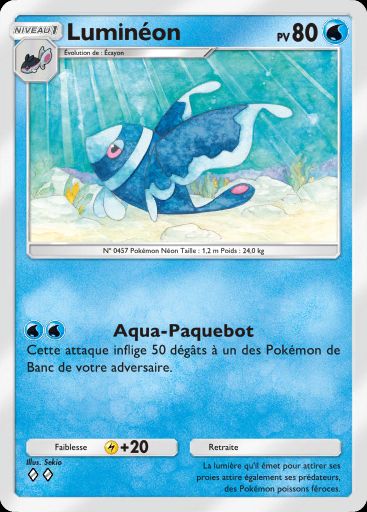 NIVEAU 1
Luminéon
PV 80
Évolution de : Écayon
N° 0457 Pokémon Néon Taille : 1,2 m Poids : 24,0 kg
Aqua-Paquebot
Cette attaque inflige 50 dégâts à un des Pokémon de
Banc de votre adversaire.
Faiblesse +20 Retraite
Illus. Sekio
La lumière qu'il émet pour attirer ses
proies attire également ses prédateurs,
des Pokémon poissons féroces.